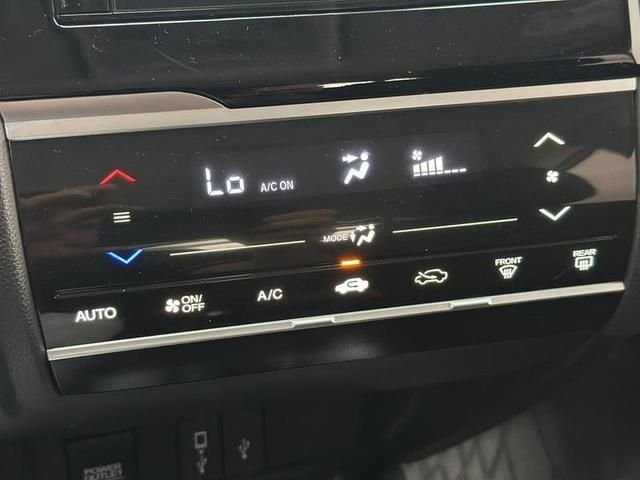 Lo
A/C ON
MODE
AUTO
ON/
OFF
A/C
FRONT
REAR
POWER
OUTLET